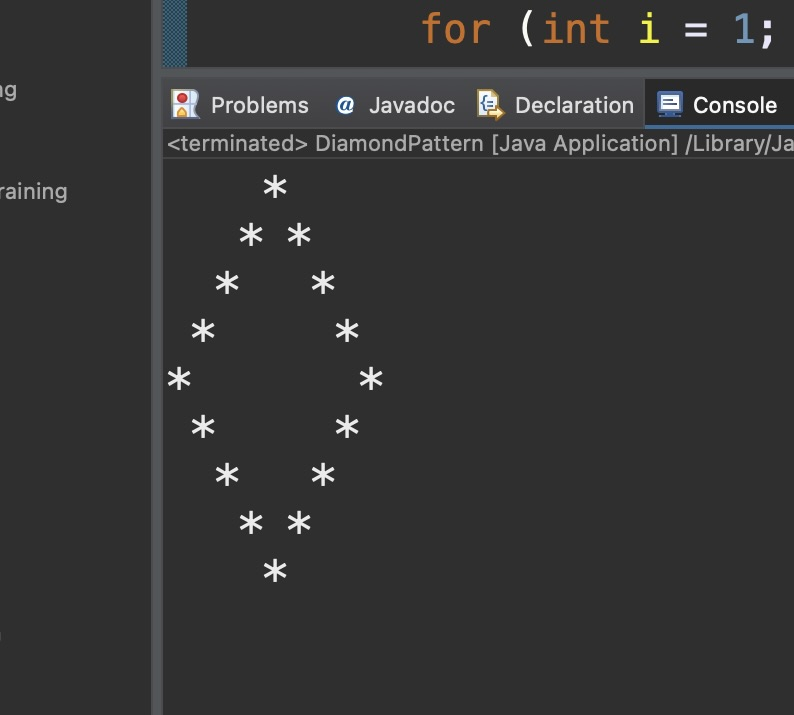 for (int i = 1;
ng
Problems @ Javadoc Declaration Console
<terminated> DiamondPattern [Java Application] /Library/Ja
raining
*
* *
* *
* *
* *
* *
* *
* *
*